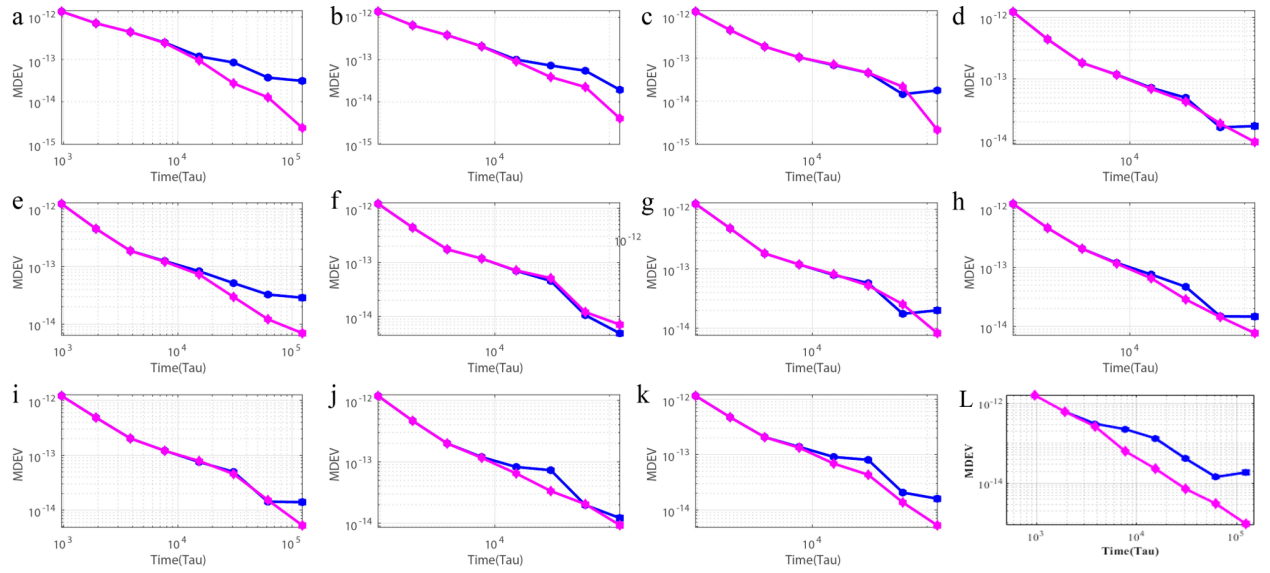 a b c d
10^-12 10^-12 10^-12 10^-12
MDEV MDEV MDEV MDEV
10^-13 10^-13 10^-13 10^-13
10^-14 10^-14 10^-14 10^-14
10^-15 10^-15 10^-15
10^3 10^4 10^5 10^4 10^4 10^4
Time(Tau) Time(Tau) Time(Tau) Time(Tau)
e f g h
10^-12 10^-12 10^-12 10^-12
10^-12
MDEV MDEV MDEV MDEV
10^-13 10^-13 10^-13 10^-13
10^-14 10^-14 10^-14 10^-14
10^3 10^4 10^5 10^4 10^4 10^4
Time(Tau) Time(Tau) Time(Tau) Time(Tau)
i j k L
10^-12 10^-12 10^-12 10^-12
MDEV MDEV MDEV MDEV
10^-13 10^-13 10^-13
10^-14 10^-14 10^-14 10^-14
10^3 10^4 10^5 10^4 10^4 10^3 10^4 10^5
Time(Tau) Time(Tau) Time(Tau) Time(Tau)